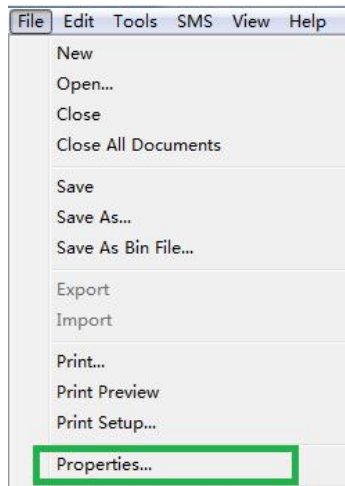 File Edit Tools SMS View Help
New
Open...
Close
Close All Documents
Save
Save As...
Save As Bin File...
Export
Import
Print...
Print Preview
Print Setup...
Properties...